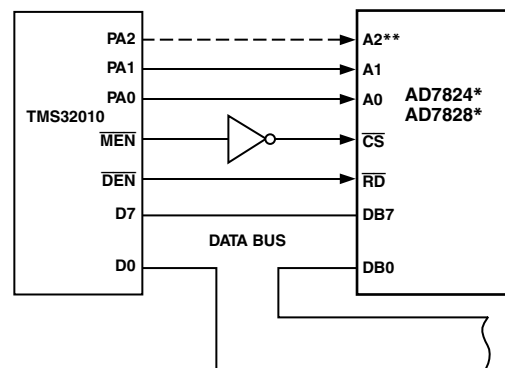 PA2
A2**
PA1
A1
PA0
A0
AD7824*
AD7828*
TMS32010
MEN
CS
DEN
RD
D7
DB7
DATA BUS
D0
DB0